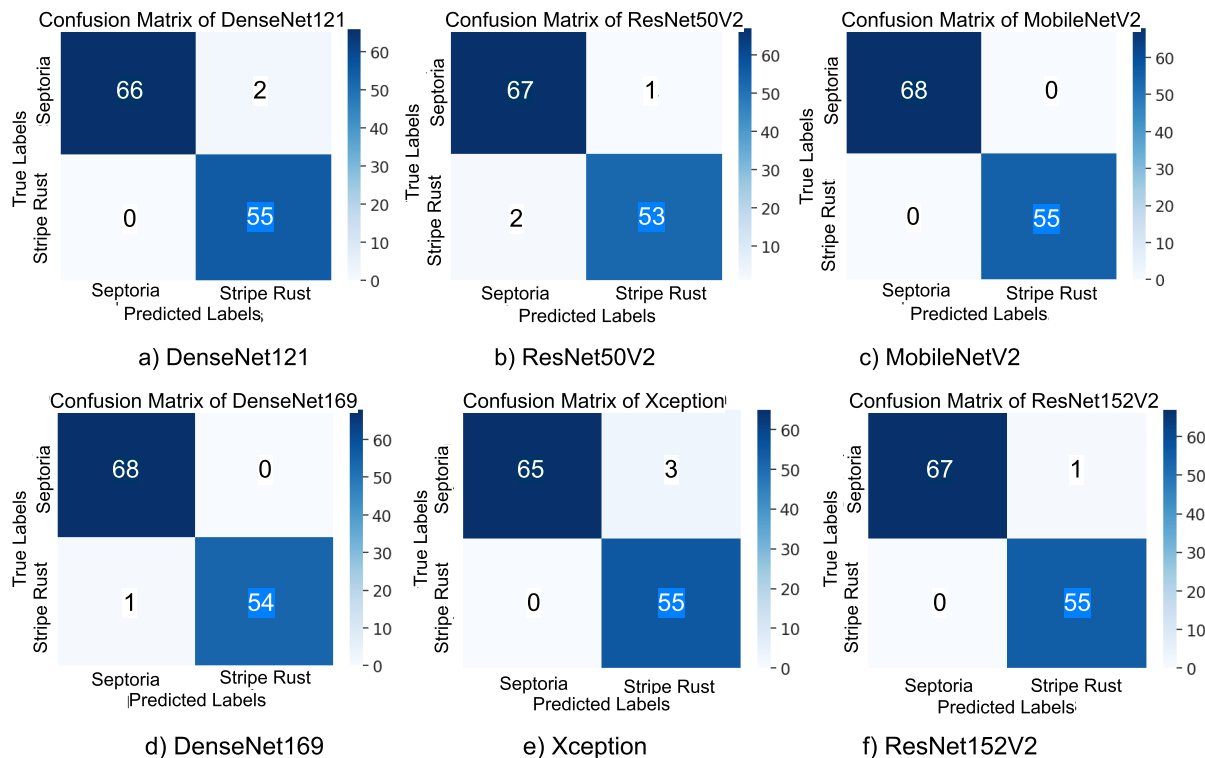 Confusion Matrix of DenseNet121
True Labels
Septoria
Stripe Rust
66 2
0 55
60
50
40
30
20
10
0
Septoria Stripe Rust
Predicted Labels
a) DenseNet121
Confusion Matrix of ResNet50V2
True Labels
Septoria
Stripe Rust
67 1
2 53
60
50
40
30
20
10
Septoria Stripe Rust
Predicted Labels
b) ResNet50V2
Confusion Matrix of MobileNetV2
True Labels
Septoria
Stripe Rust
68 0
0 55
60
50
40
30
20
10
0
Septoria Stripe Rust
Predicted Labels
c) MobileNetV2
Confusion Matrix of DenseNet169
True Labels
Septoria
Stripe Rust
68 0
1 54
60
50
40
30
20
10
0
Septoria Stripe Rust
Predicted Labels
d) DenseNet169
Confusion Matrix of Xception
True Labels
Septoria
Stripe Rust
65 3
0 55
60
50
40
30
20
10
0
Septoria Stripe Rust
Predicted Labels
e) Xception
Confusion Matrix of ResNet152V2
True Labels
Septoria
Stripe Rust
67 1
0 55
60
50
40
30
20
10
0
Septoria Stripe Rust
Predicted Labels
f) ResNet152V2